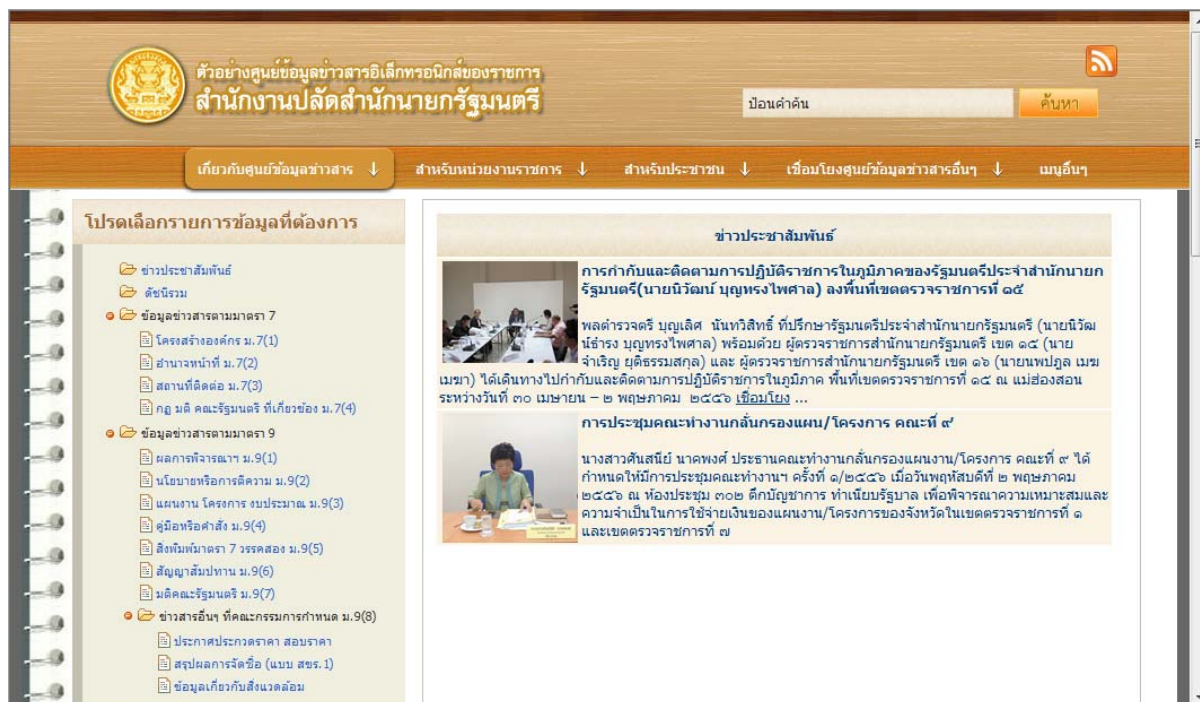 ตัวอย่างศูนย์ข้อมูลข่าวสารอิเล็กทรอนิกส์ของราชการ
สำนักงานปลัดสำนักนายกรัฐมนตรี
ป้อนคำค้น
ค้นหา
เกี่ยวกับศูนย์ข้อมูลข่าวสาร ↓ สำหรับหน่วยงานราชการ ↓ สำหรับประชาชน ↓ เชื่อมโยงศูนย์ข้อมูลข่าวสารอื่นๆ ↓ เมนูอื่นๆ
โปรดเลือกรายการข้อมูลที่ต้องการ
ข่าวประชาสัมพันธ์
ดัชนีรวม
ข้อมูลข่าวสารตามมาตรา 7
โครงสร้างองค์กร ม.7(1)
อำนาจหน้าที่ ม.7(2)
สถานที่ติดต่อ ม.7(3)
กฎ มติ คณะรัฐมนตรี ที่เกี่ยวข้อง ม.7(4)
ข้อมูลข่าวสารตามมาตรา 9
ผลการพิจารณาฯ ม.9(1)
นโยบายหรือการตีความ ม.9(2)
แผนงาน โครงการ งบประมาณ ม.9(3)
คู่มือหรือคำสั่ง ม.9(4)
สิ่งพิมพ์มาตรา 7 วรรคสอง ม.9(5)
สัญญาสัมปทาน ม.9(6)
มติคณะรัฐมนตรี ม.9(7)
ข่าวสารอื่นๆ ที่คณะกรรมการกำหนด ม.9(8)
ประกาศประกวดราคา สอบราคา
สรุปผลการจัดซื้อ (แบบ สขร.1)
ข้อมูลเกี่ยวกับสิ่งแวดล้อม
ข่าวประชาสัมพันธ์
การกำกับและติดตามการปฏิบัติราชการในภูมิภาคของรัฐมนตรีประจำสำนักนายก
รัฐมนตรี(นายนิวัฒน์ บุญทรงไพศาล) ลงพื้นที่เขตตรวจราชการที่ ๑๕
พลตำรวจตรี บุญเลิศ นันทวิสิทธิ์ ที่ปรึกษารัฐมนตรีประจำสำนักนายกรัฐมนตรี (นายนิวัฒ
น์ธำรง บุญทรงไพศาล) พร้อมด้วย ผู้ตรวจราชการสำนักนายกรัฐมนตรี เขต ๑๕ (นาย
จำเริญ ยุติธรรมสกุล) และ ผู้ตรวจราชการสำนักนายกรัฐมนตรี เขต ๑๖ (นายนพปฎล เมฆ
เมฆา) ได้เดินทางไปกำกับและติดตามการปฏิบัติราชการในภูมิภาค พื้นที่เขตตรวจราชการที่ ๑๕ ณ แม่ฮ่องสอน
ระหว่างวันที่ ๓๐ เมษายน – ๒ พฤษภาคม ๒๕๕๖ เชื่อมโยง ...
การประชุมคณะทำงานกลั่นกรองแผน/โครงการ คณะที่ ๙
นางสาวศันสนีย์ นาคพงศ์ ประธานคณะทำงานกลั่นกรองแผนงาน/โครงการ คณะที่ ๙ ได้
กำหนดให้มีการประชุมคณะทำงานฯ ครั้งที่ ๑/๒๕๕๖ เมื่อวันพฤหัสบดีที่ ๒ พฤษภาคม
๒๕๕๖ ณ ห้องประชุม ๓๐๒ ตึกบัญชาการ ทำเนียบรัฐบาล เพื่อพิจารณาความเหมาะสมและ
ความจำเป็นในการใช้จ่ายเงินของแผนงาน/โครงการของจังหวัดในเขตตรวจราชการที่ ๑
และเขตตรวจราชการที่ ๗